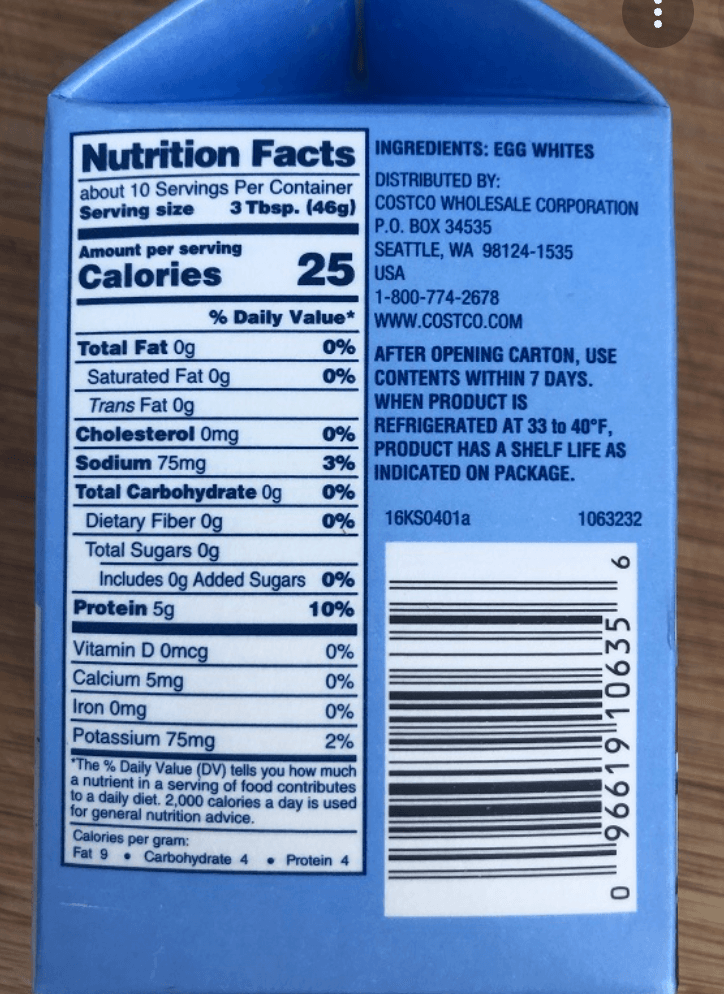 Nutrition Facts
about 10 Servings Per Container
Serving size 3 Tbsp. (46g)
Amount per serving
Calories 25
% Daily Value*
Total Fat 0g 0%
Saturated Fat 0g 0%
Trans Fat 0g
Cholesterol 0mg 0%
Sodium 75mg 3%
Total Carbohydrate 0g 0%
Dietary Fiber 0g 0%
Total Sugars 0g
Includes 0g Added Sugars 0%
Protein 5g 10%
Vitamin D 0mcg 0%
Calcium 5mg 0%
Iron 0mg 0%
Potassium 75mg 2%
*The % Daily Value (DV) tells you how much
a nutrient in a serving of food contributes
to a daily diet. 2,000 calories a day is used
for general nutrition advice.
Calories per gram:
Fat 9 • Carbohydrate 4 • Protein 4
INGREDIENTS: EGG WHITES
DISTRIBUTED BY:
COSTCO WHOLESALE CORPORATION
P.O. BOX 34535
SEATTLE, WA 98124-1535
USA
1-800-774-2678
WWW.COSTCO.COM
AFTER OPENING CARTON, USE
CONTENTS WITHIN 7 DAYS.
WHEN PRODUCT IS
REFRIGERATED AT 33 to 40°F,
PRODUCT HAS A SHELF LIFE AS
INDICATED ON PACKAGE.
16KS0401a 1063232
0 96619 10635 6